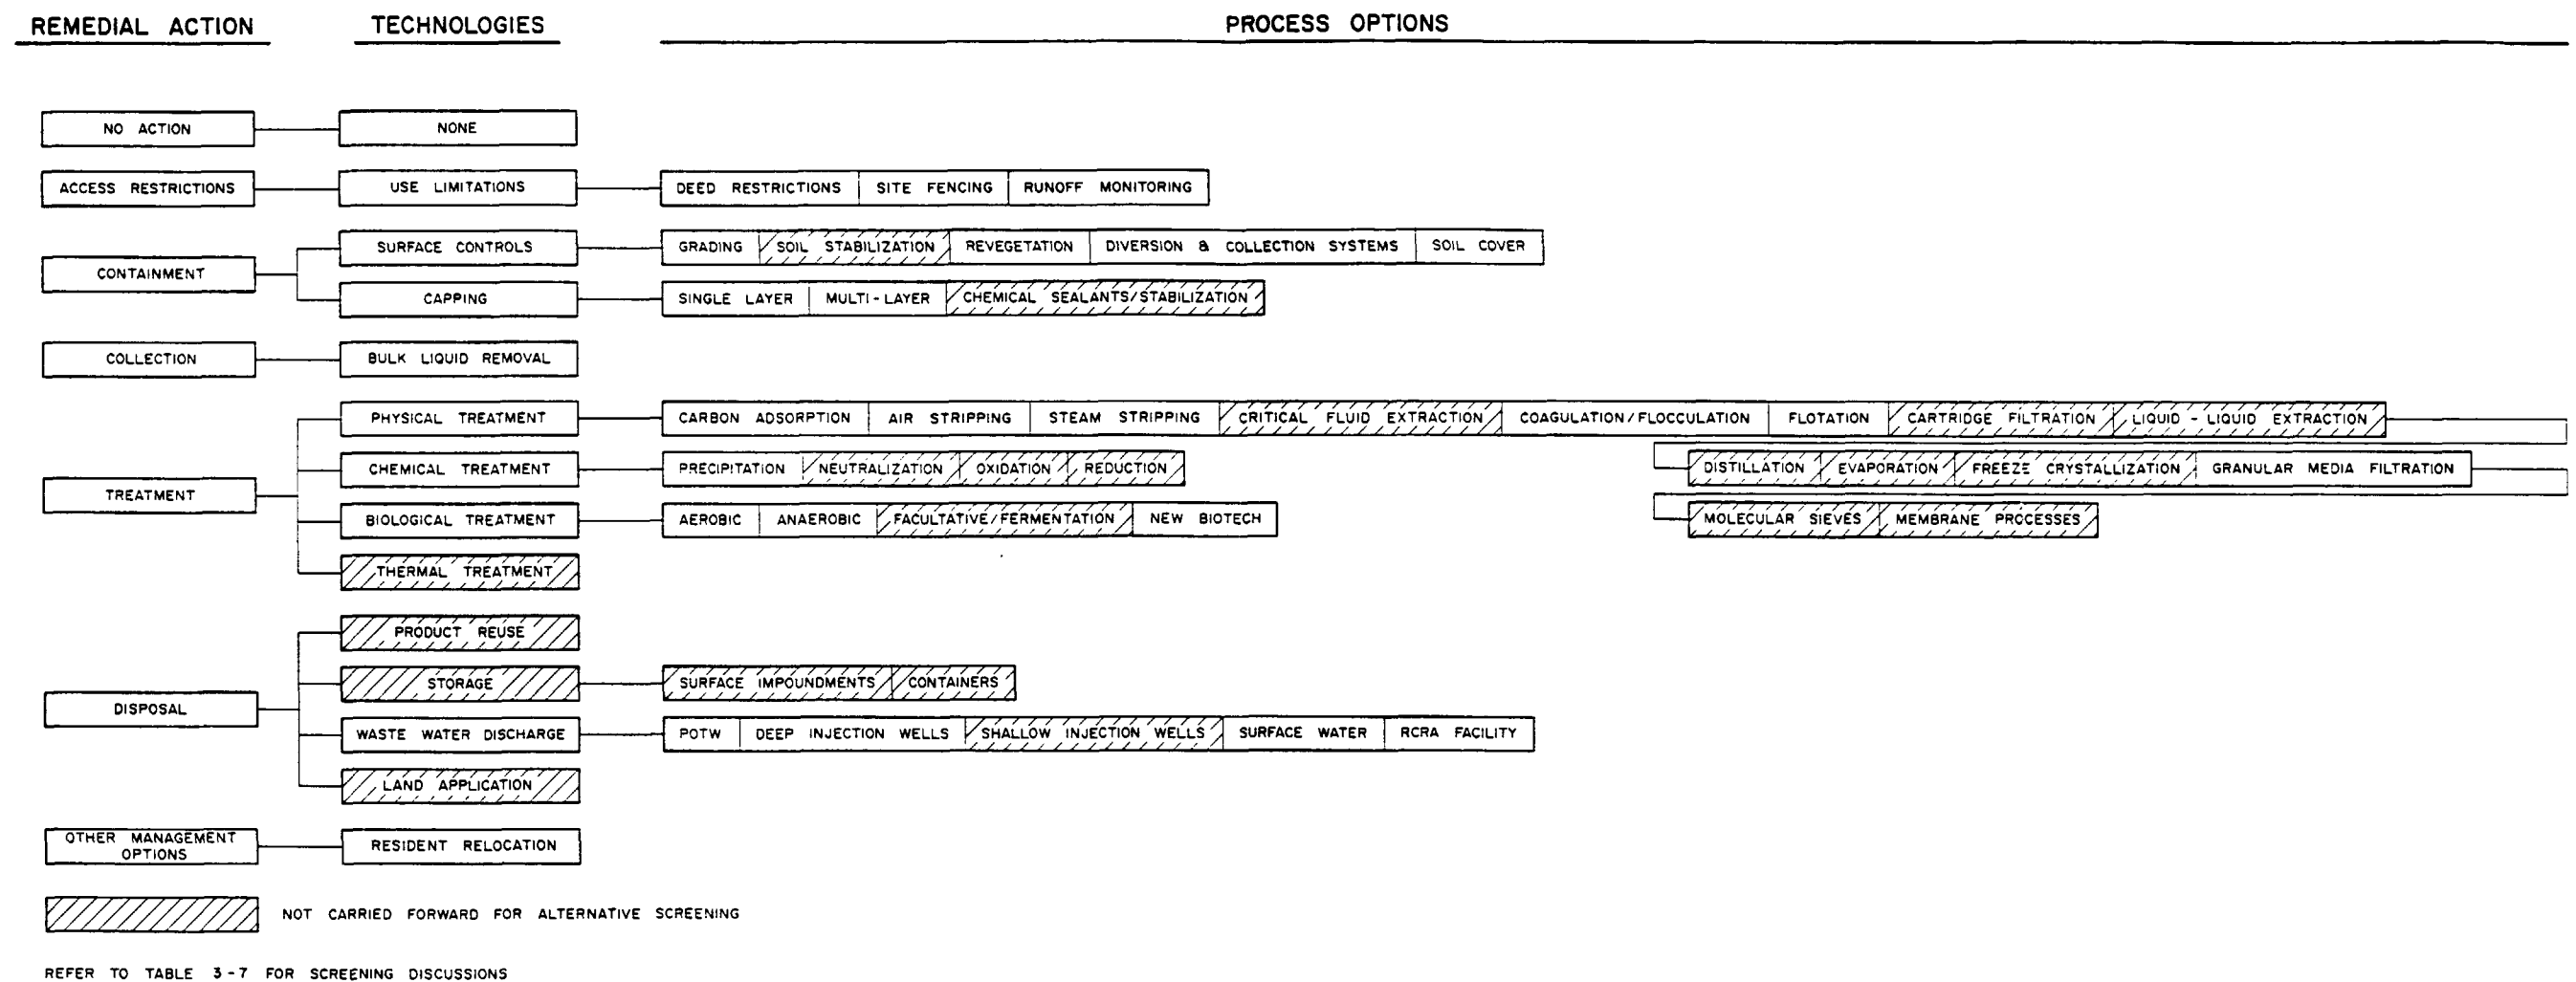 REMEDIAL ACTION TECHNOLOGIES PROCESS OPTIONS
NO ACTION NONE
ACCESS RESTRICTIONS USE LIMITATIONS DEED RESTRICTIONS SITE FENCING RUNOFF MONITORING
SURFACE CONTROLS GRADING SOIL STABILIZATION REVEGETATION DIVERSION & COLLECTION SYSTEMS SOIL COVER
CONTAINMENT
CAPPING SINGLE LAYER MULTI-LAYER CHEMICAL SEALANTS/STABILIZATION
COLLECTION BULK LIQUID REMOVAL
PHYSICAL TREATMENT CARBON ADSORPTION AIR STRIPPING STEAM STRIPPING CRITICAL FLUID EXTRACTION COAGULATION/FLOCCULATION FLOTATION CARTRIDGE FILTRATION LIQUID - LIQUID EXTRACTION
CHEMICAL TREATMENT PRECIPITATION NEUTRALIZATION OXIDATION REDUCTION DISTILLATION EVAPORATION FREEZE CRYSTALLIZATION GRANULAR MEDIA FILTRATION
TREATMENT
BIOLOGICAL TREATMENT AEROBIC ANAEROBIC FACULTATIVE/FERMENTATION NEW BIOTECH MOLECULAR SIEVES MEMBRANE PROCESSES
THERMAL TREATMENT
PRODUCT REUSE
STORAGE SURFACE IMPOUNDMENTS CONTAINERS
DISPOSAL
WASTE WATER DISCHARGE POTW DEEP INJECTION WELLS SHALLOW INJECTION WELLS SURFACE WATER RCRA FACILITY
LAND APPLICATION
OTHER MANAGEMENT
OPTIONS
RESIDENT RELOCATION
NOT CARRIED FORWARD FOR ALTERNATIVE SCREENING
REFER TO TABLE 3-7 FOR SCREENING DISCUSSIONS